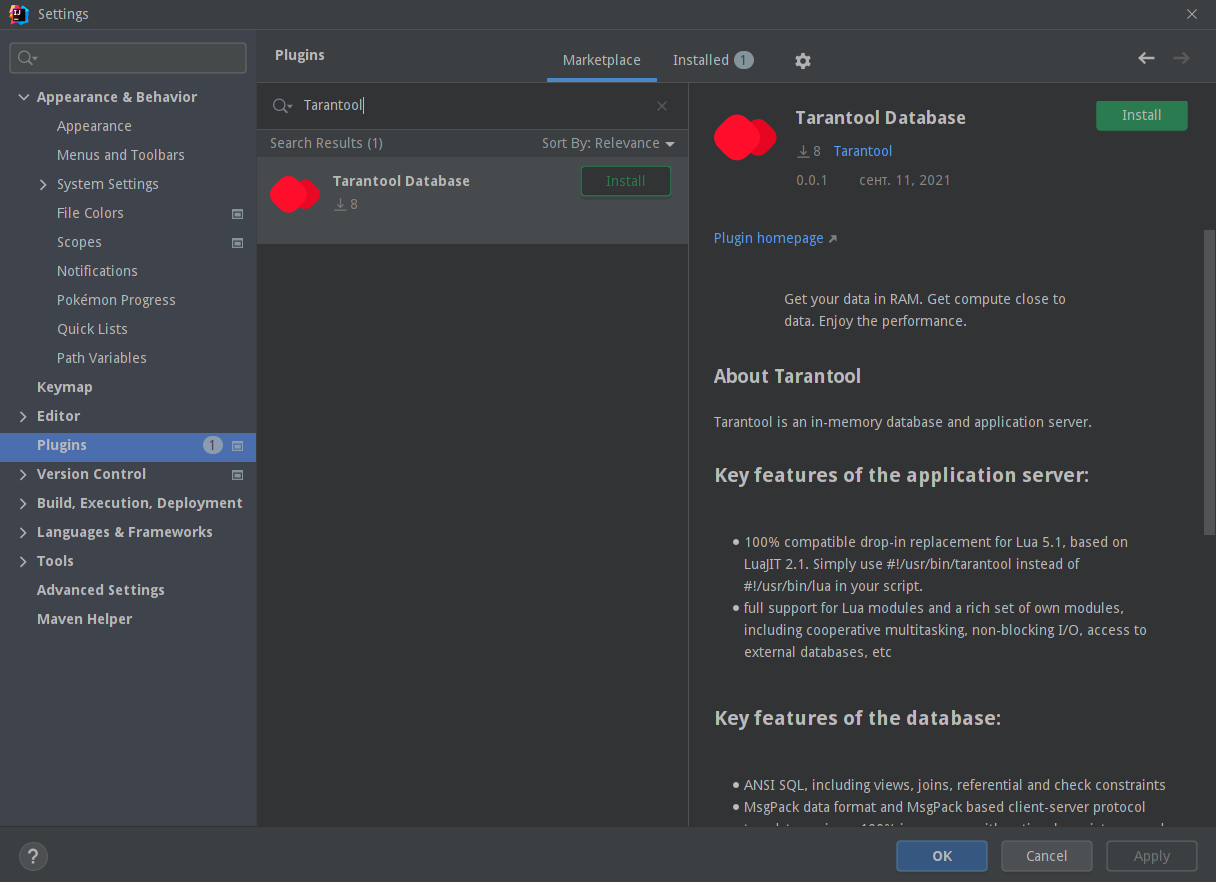 Settings
Appearance & Behavior
Appearance
Menus and Toolbars
System Settings
File Colors
Scopes
Notifications
Pokémon Progress
Quick Lists
Path Variables
Keymap
Editor
Plugins 1
Version Control
Build, Execution, Deployment
Languages & Frameworks
Tools
Advanced Settings
Maven Helper
Plugins
Marketplace
Installed 1
Tarantool
Search Results (1)
Sort By: Relevance
Tarantool Database
8
Install
Tarantool Database
Install
8 Tarantool
0.0.1 сент. 11, 2021
Plugin homepage
Get your data in RAM. Get compute close to
data. Enjoy the performance.
About Tarantool
Tarantool is an in-memory database and application server.
Key features of the application server:
100% compatible drop-in replacement for Lua 5.1, based on
LuaJIT 2.1. Simply use #!/usr/bin/tarantool instead of
#!/usr/bin/lua in your script.
full support for Lua modules and a rich set of own modules,
including cooperative multitasking, non-blocking I/O, access to
external databases, etc
Key features of the database:
ANSI SQL, including views, joins, referential and check constraints
MsgPack data format and MsgPack based client-server protocol
?
OK
Cancel
Apply